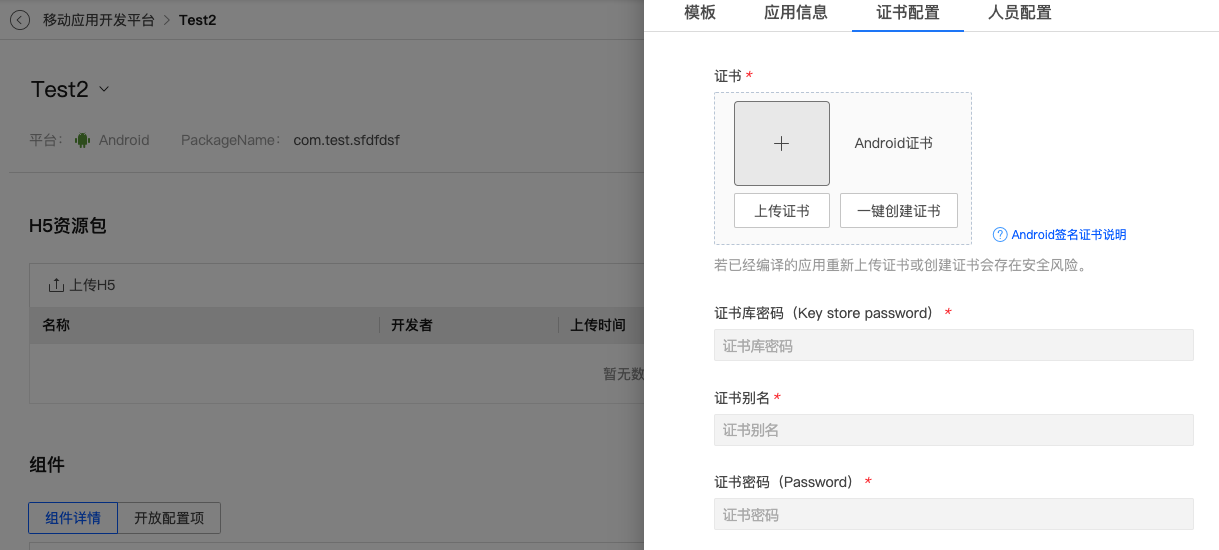 移动应用开发平台 > Test2
Test2
平台： Android PackageName： com.test.sfdfdsf
H5资源包
上传H5
名称 开发者 上传时间
暂无数
组件
组件详情 开放配置项
模板 应用信息 证书配置 人员配置
证书 *
+ Android证书
上传证书 一键创建证书
? Android签名证书说明
若已经编译的应用重新上传证书或创建证书会存在安全风险。
证书库密码（Key store password） *
证书库密码
证书别名 *
证书别名
证书密码（Password） *
证书密码